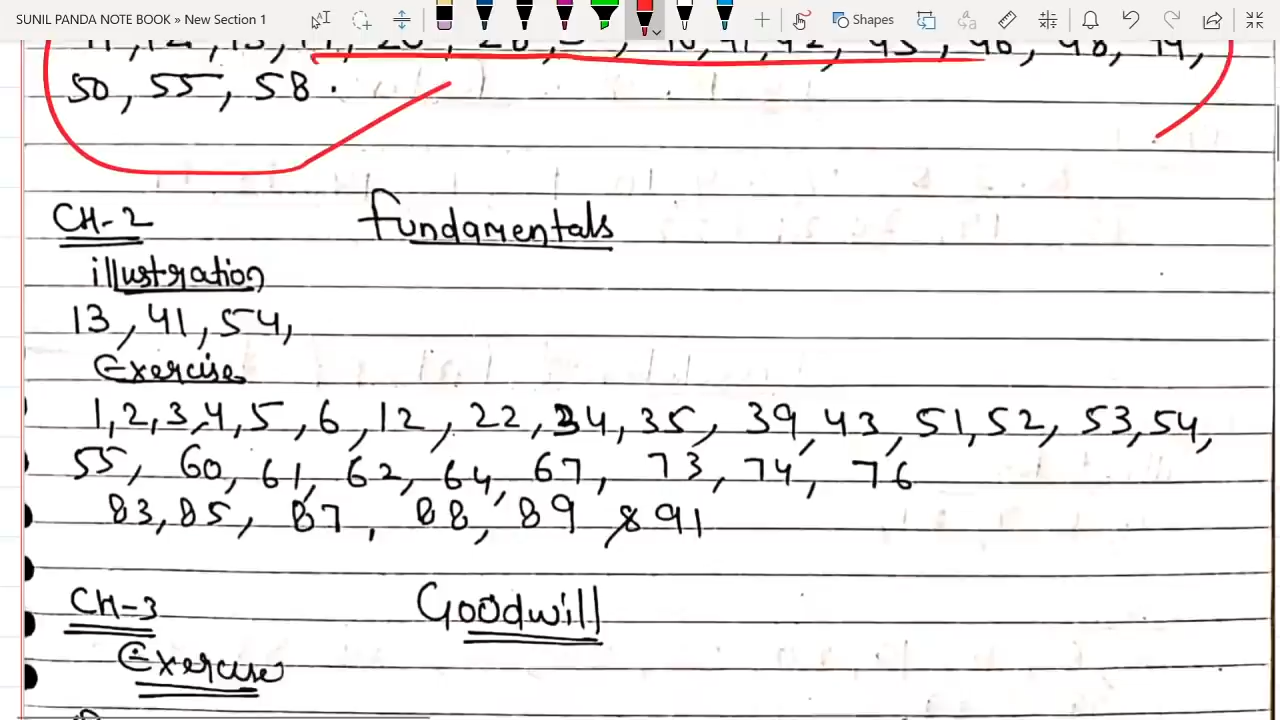 SUNIL PANDA NOTE BOOK » New Section 1
Shapes
50, 55, 58.
CH-2 Fundamentals
illustration
13, 41, 54,
Exercise
1, 2, 3, 4, 5, 6, 12, 22, 34, 35, 39, 43, 51, 52, 53, 54,
55, 60, 61, 62, 64, 67, 73, 74, 76
83, 85, 87, 88, 89, &91
CH-3 Goodwill
Exercise